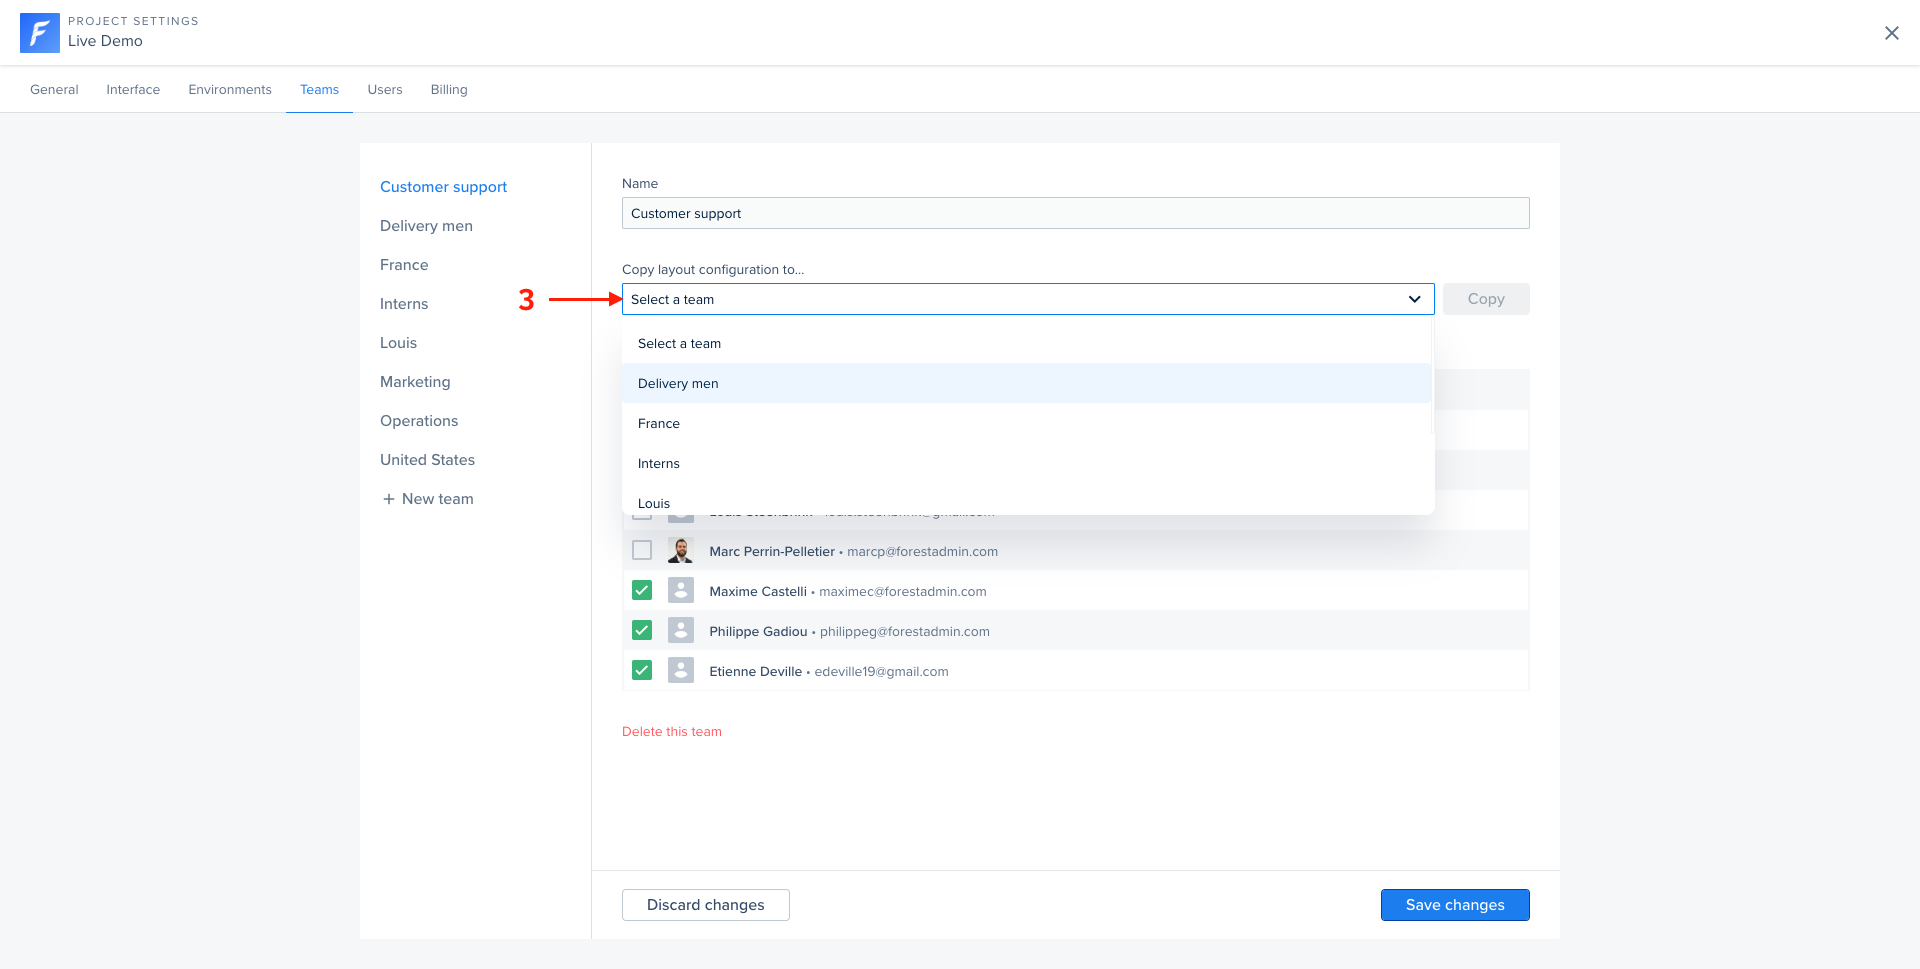 PROJECT SETTINGS
Live Demo
General Interface Environments Teams Users Billing
Customer support
Delivery men
France
Interns
Louis
Marketing
Operations
United States
+ New team
Name
Customer support
Copy layout configuration to...
3
Select a team
Copy
Select a team
Delivery men
France
Interns
Louis
Marc Perrin-Pelletier • marcp@forestadmin.com
Maxime Castelli • maximec@forestadmin.com
Philippe Gadiou • philippeg@forestadmin.com
Etienne Deville • edeville19@gmail.com
Delete this team
Discard changes
Save changes